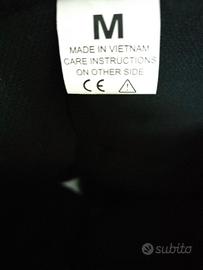 M
MADE IN VIETNAM
CARE INSTRUCTIONS
ON OTHER SIDE
CE
subito